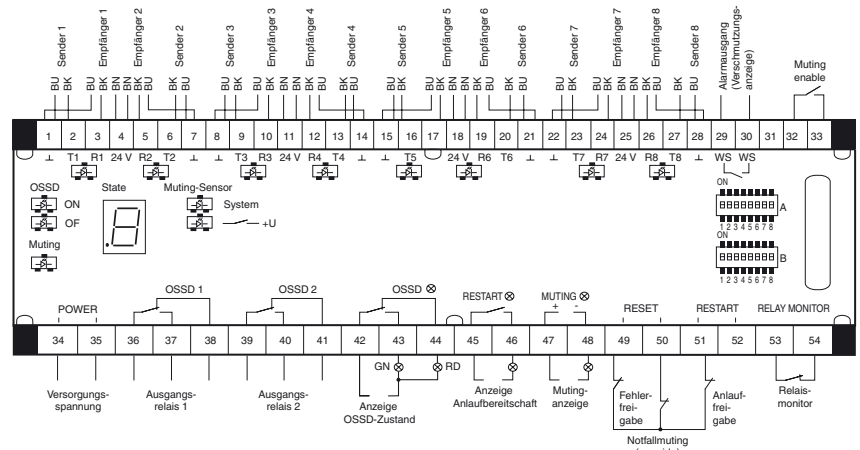 Sender 1
Empfänger 1
Empfänger 2
Sender 2
Sender 3
Empfänger 3
Empfänger 4
Sender 4
Sender 5
Empfänger 5
Empfänger 6
Sender 6
Sender 7
Empfänger 7
Empfänger 8
Sender 8
Alarmausgang
(Verschmutzungs-
anzeige)
Muting
enable
BU BK BU BK BN BN BK BU BK BU
BU BK BU BK BN BN BK BU BK BU
BU BK BU BK BN BN BK BU BK BU
BU BK BU BK BN BN BK BU BK BU
1 2 3 4 5 6 7 8 9 10 11 12 13 14 15 16 17 18 19 20 21 22 23 24 25 26 27 28 29 30 31 32 33
⊥ T1 R1 24 V R2 T2 ⊥ ⊥ T3 R3 24 V R4 T4 ⊥ ⊥ T5 24 V R6 T6 ⊥ ⊥ T7 R7 24 V R8 T8 ⊥ WS WS
OSSD
ON
OF
Muting
State
8.
Muting-Sensor
System
+U
ON
A
1 2 3 4 5 6 7 8
ON
B
1 2 3 4 5 6 7 8
POWER
OSSD 1
OSSD 2
OSSD ⊗
RESTART ⊗
MUTING ⊗
+ -
RESET
RESTART
RELAY MONITOR
34 35 36 37 38 39 40 41 42 43 44 45 46 47 48 49 50 51 52 53 54
GN
RD
Versorgungs-
spannung
Ausgangs-
relais 1
Ausgangs-
relais 2
Anzeige
OSSD-Zustand
Anzeige
Anlaufbereitschaft
Muting-
anzeige
Fehler-
frei-
gabe
Anlauf-
frei-
gabe
Relais-
monitor
Notfallmuting